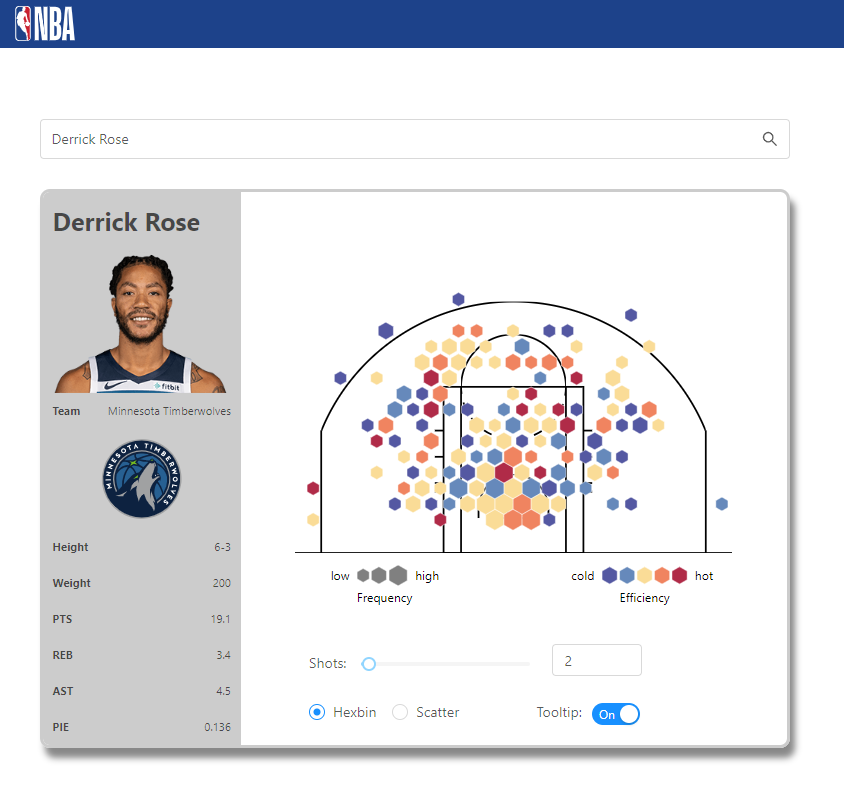 NBA
Derrick Rose
Derrick Rose
fitbit
Team Minnesota Timberwolves
MINNESOTA TIMBERWOLVES
Height 6-3
Weight 200
PTS 19.1
REB 3.4
AST 4.5
PIE 0.136
low high
Frequency
cold hot
Efficiency
Shots: 2
Hexbin Scatter Tooltip: On